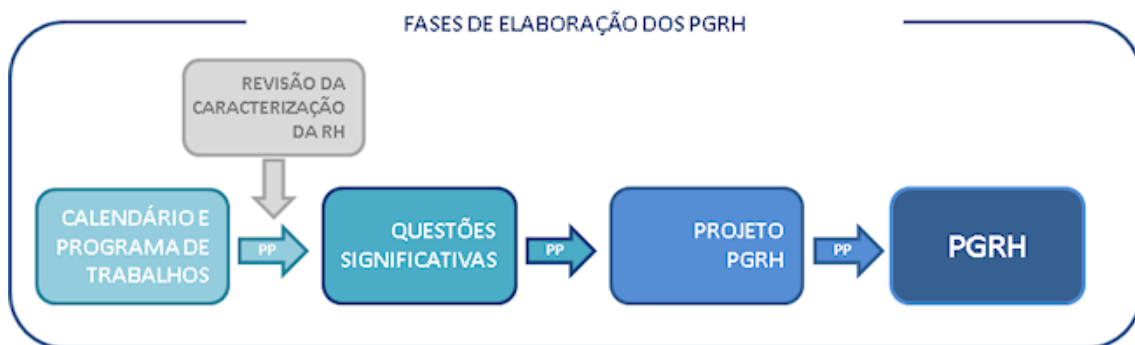 FASES DE ELABORAÇÃO DOS PGRH
REVISÃO DA
CARACTERIZAÇÃO
DA RH
CALENDÁRIO E
PROGRAMA DE
TRABALHOS
PP
QUESTÕES
SIGNIFICATIVAS
PP
PROJETO
PGRH
PP
PGRH